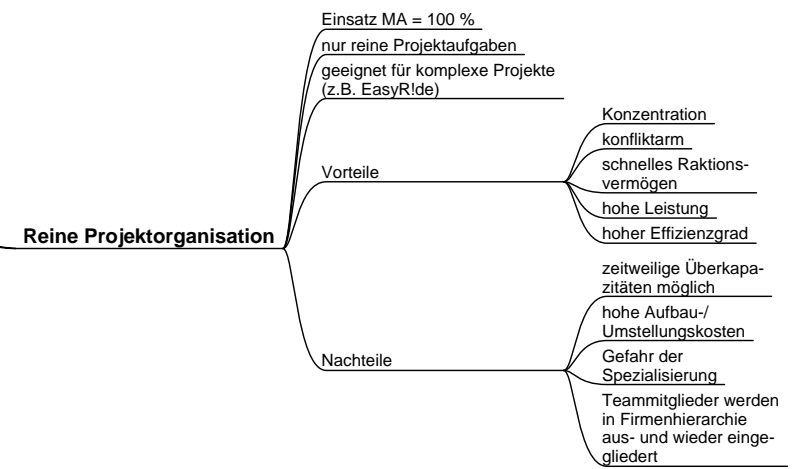 Einsatz MA = 100 %
nur reine Projektaufgaben
geeignet für komplexe Projekte
(z.B. EasyR!de)
Vorteile
Konzentration
konfliktarm
schnelles Raktions-
vermögen
hohe Leistung
hoher Effizienzgrad
Reine Projektorganisation
Nachteile
zeitweilige Überkapa-
zitäten möglich
hohe Aufbau-/
Umstellungskosten
Gefahr der
Spezialisierung
Teammitglieder werden
in Firmenhierarchie
aus- und wieder einge-
gliedert